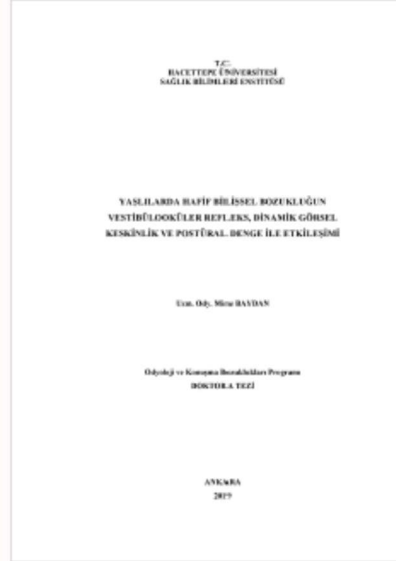 T.C.
HACETTEPE ÜNİVERSİTESİ
SAĞLIK BİLİMLERİ ENSTİTÜSÜ
YAŞLILARDA HAFİF BİLİŞSEL BOZUKLUĞUN
VESTİBÜLOOKÜLER REFLEKS, DİNAMİK GÖRSEL
KESKİNLİK VE POSTÜRAL DENGE İLE ETKİLEŞİMİ
Uzm. Ody. Mine BAYDAN
Odyoloji ve Konuşma Bozuklukları Programı
DOKTORA TEZİ
ANKARA
2019